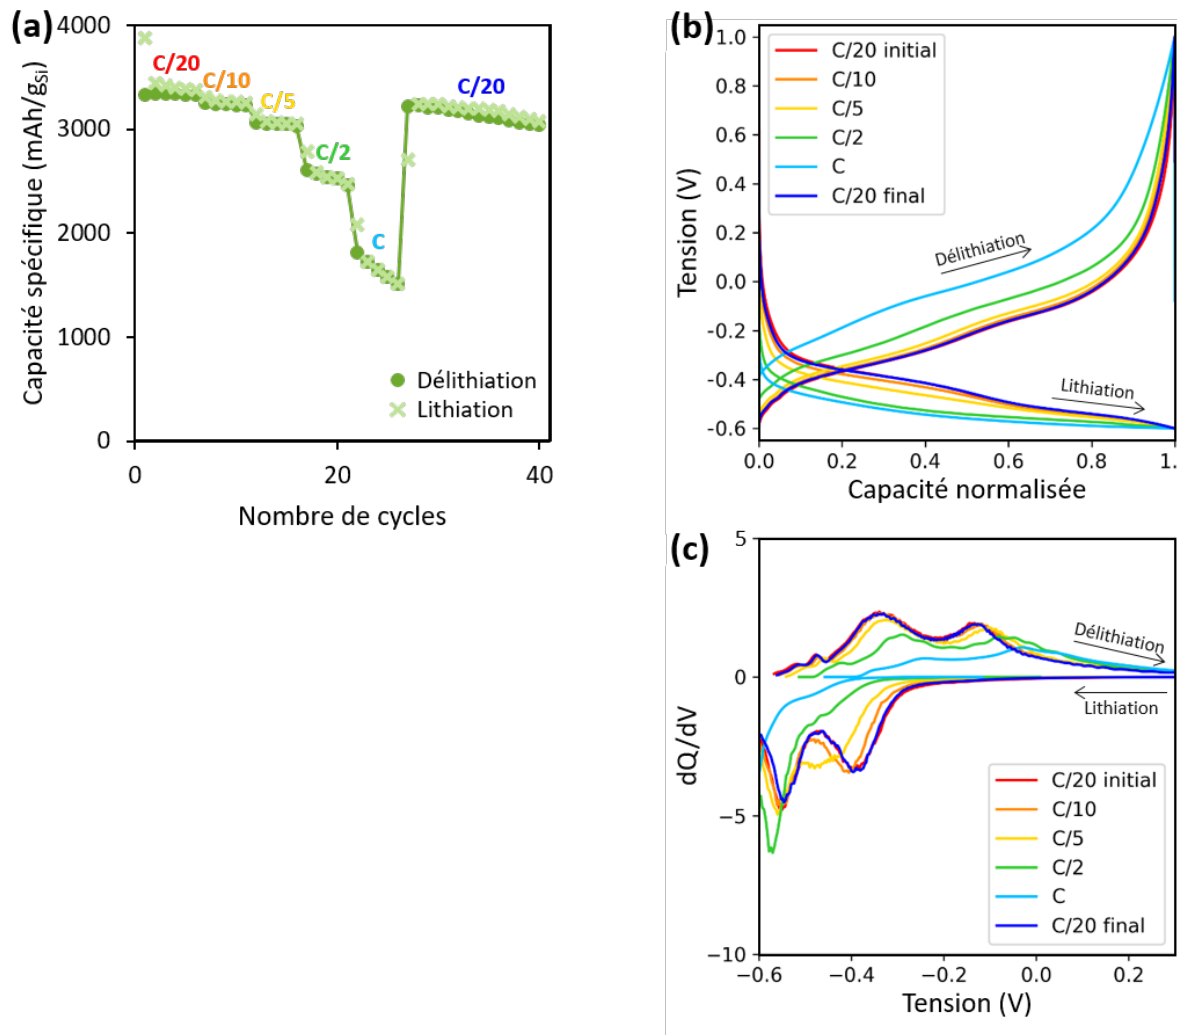 (a)
4000
3000
2000
1000
0
Capacité spécifique (mAh/gSi)
C/20
C/10
C/5
C/2
C
C/20
Délithiation
Lithiation
0
20
40
Nombre de cycles
(b)
1.0
0.8
0.6
0.4
0.2
0.0
-0.2
-0.4
-0.6
Tension (V)
C/20 initial
C/10
C/5
C/2
C
C/20 final
Délithiation
Lithiation
0.0
0.2
0.4
0.6
0.8
1.
Capacité normalisée
(c)
5
0
−5
−10
dQ/dV
Délithiation
Lithiation
C/20 initial
C/10
C/5
C/2
C
C/20 final
−0.6
−0.4
−0.2
0.0
0.2
Tension (V)